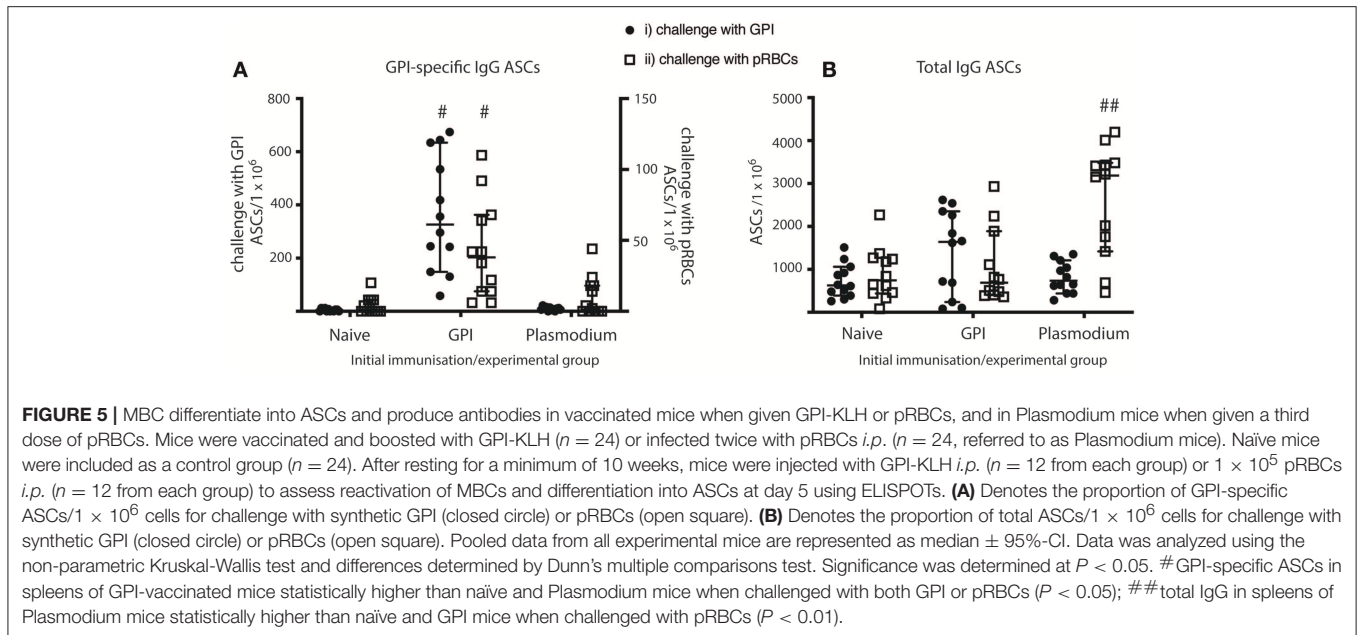 ● i) challenge with GPI
□ ii) challenge with pRBCs
A
GPI-specific IgG ASCs
800
600
400
200
challenge with GPI
ASCs/1 x 10⁶
# #
150
100
50
challenge with pRBCs
ASCs/1 x 10⁶
Naive GPI Plasmodium
Initial immunisation/experimental group
B
Total IgG ASCs
5000
4000
3000
2000
1000
ASCs /1 x 10⁶
##
Naive GPI Plasmodium
Initial immunisation/experimental group
FIGURE 5 | MBC differentiate into ASCs and produce antibodies in vaccinated mice when given GPI-KLH or pRBCs, and in Plasmodium mice when given a third
dose of pRBCs. Mice were vaccinated and boosted with GPI-KLH (n = 24) or infected twice with pRBCs i.p. (n = 24, referred to as Plasmodium mice). Naïve mice
were included as a control group (n = 24). After resting for a minimum of 10 weeks, mice were injected with GPI-KLH i.p. (n = 12 from each group) or 1 × 10⁵ pRBCs
i.p. (n = 12 from each group) to assess reactivation of MBCs and differentiation into ASCs at day 5 using ELISPOTs. (A) Denotes the proportion of GPI-specific
ASCs/1 × 10⁶ cells for challenge with synthetic GPI (closed circle) or pRBCs (open square). (B) Denotes the proportion of total ASCs/1 × 10⁶ cells for challenge with
synthetic GPI (closed circle) or pRBCs (open square). Pooled data from all experimental mice are represented as median ± 95%-CI. Data was analyzed using the
non-parametric Kruskal-Wallis test and differences determined by Dunn's multiple comparisons test. Significance was determined at P < 0.05. #GPI-specific ASCs in
spleens of GPI-vaccinated mice statistically higher than naïve and Plasmodium mice when challenged with both GPI or pRBCs (P < 0.05); ##total IgG in spleens of
Plasmodium mice statistically higher than naïve and GPI mice when challenged with pRBCs (P < 0.01).